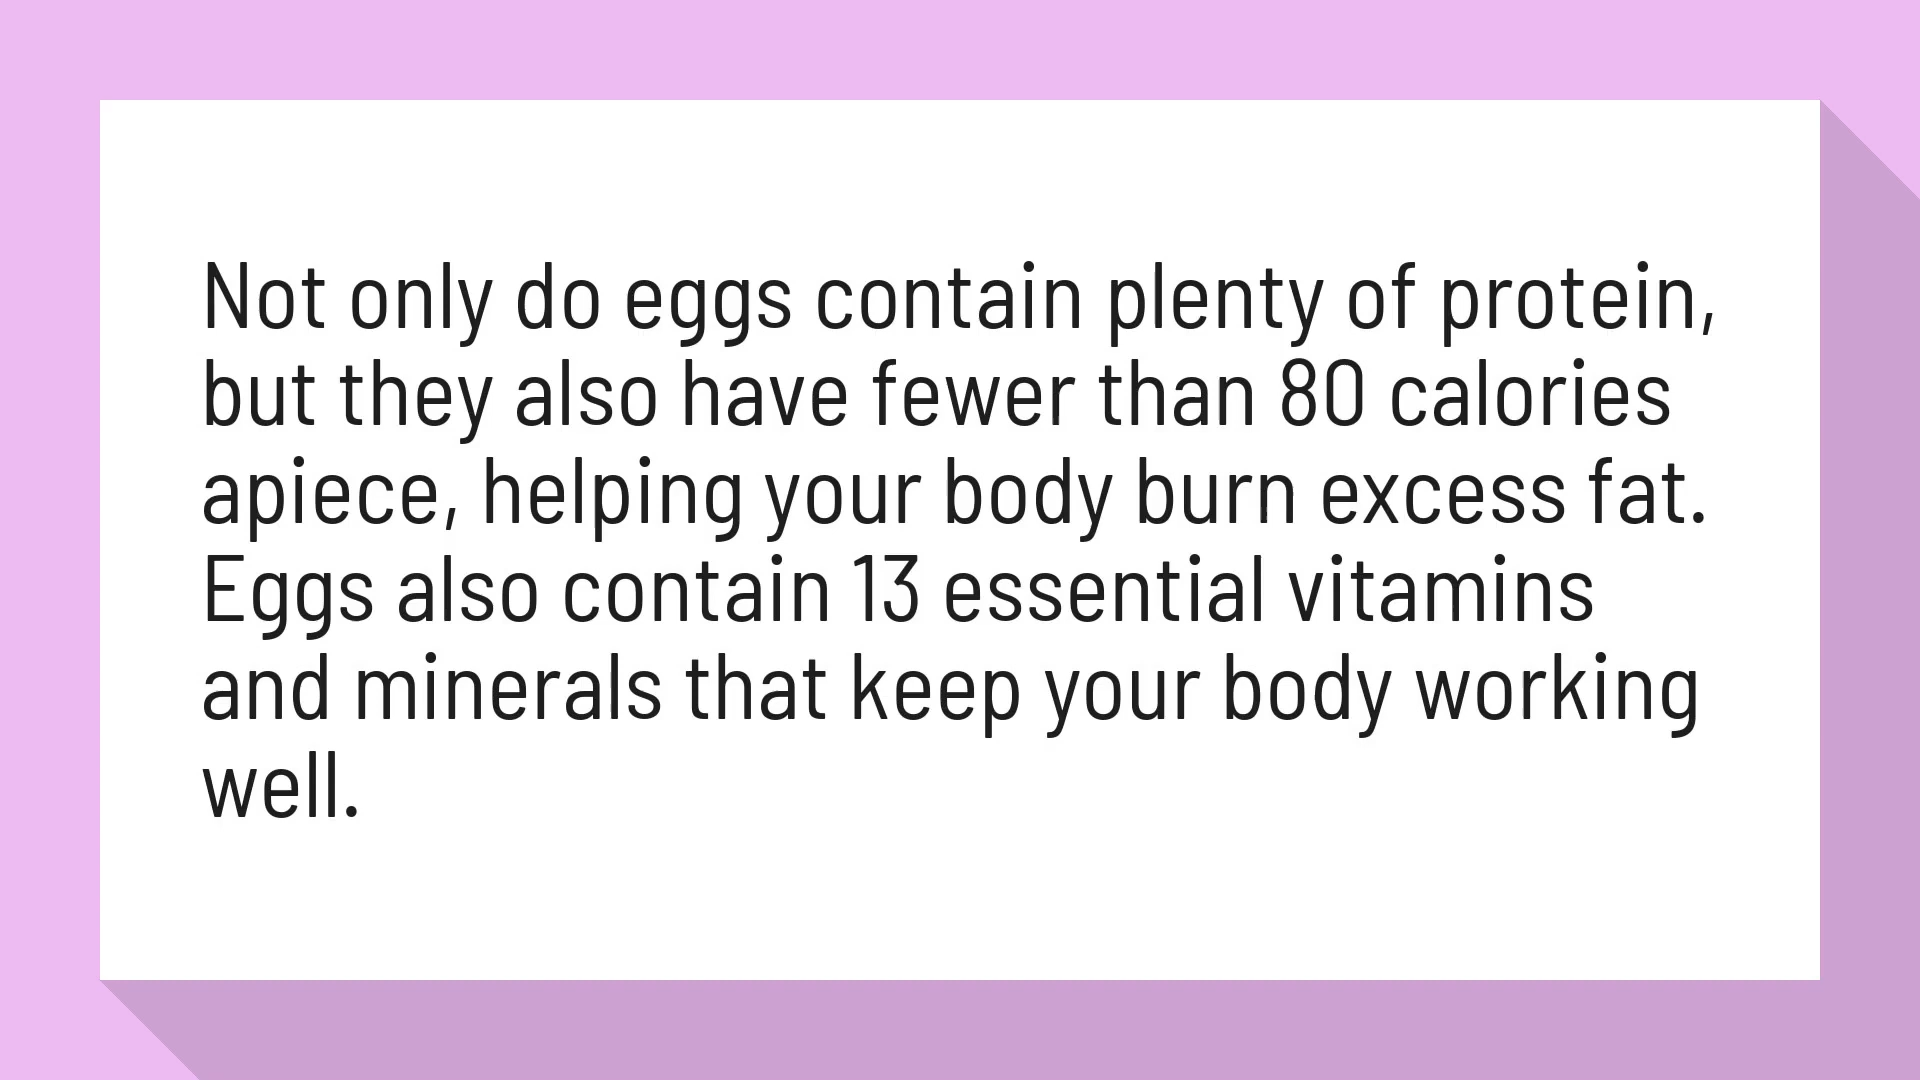 Not only do eggs contain plenty of protein,
but they also have fewer than 80 calories
apiece, helping your body burn excess fat.
Eggs also contain 13 essential vitamins
and minerals that keep your body working
well.